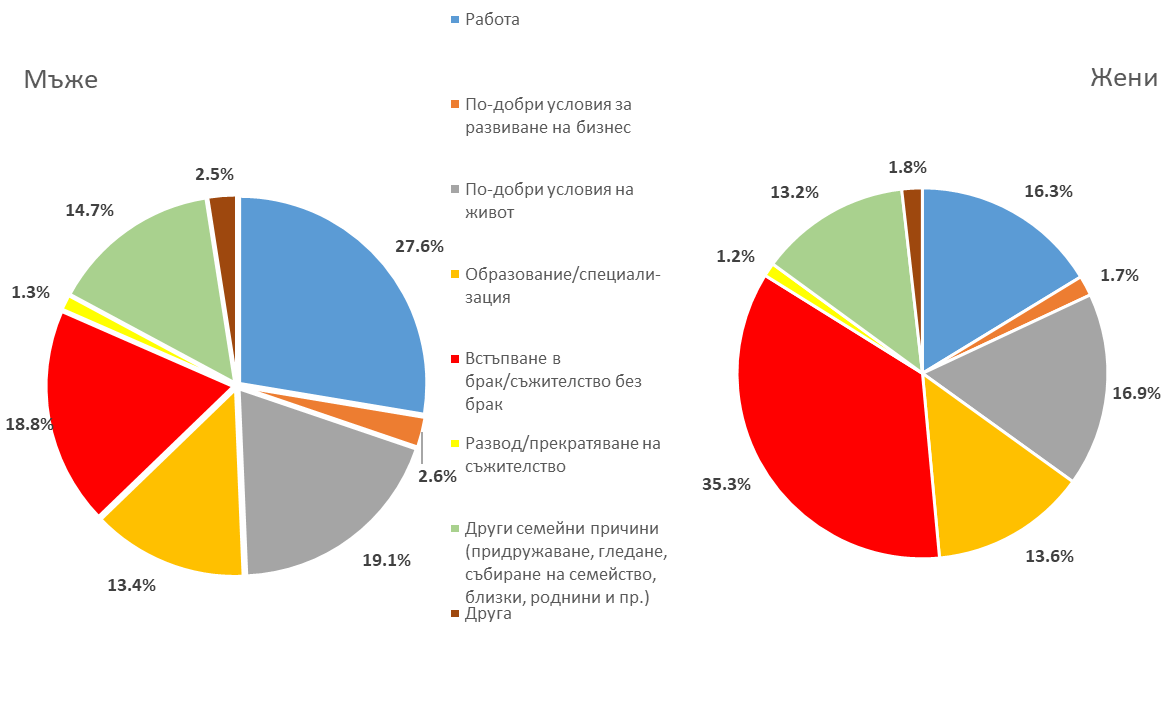 Мъже
2.5%
14.7%
27.6%
1.3%
18.8%
2.6%
19.1%
13.4%
Работа
По-добри условия за
развиване на бизнес
По-добри условия на
живот
Образование/специали-
зация
Встъпване в
брак/съжителство без
брак
Развод/прекратяване на
съжителство
Други семейни причини
(придружаване, гледане,
събиране на семейство,
близки, роднини и пр.)
Друга
Жени
1.8%
13.2%
16.3%
1.2%
1.7%
16.9%
35.3%
13.6%